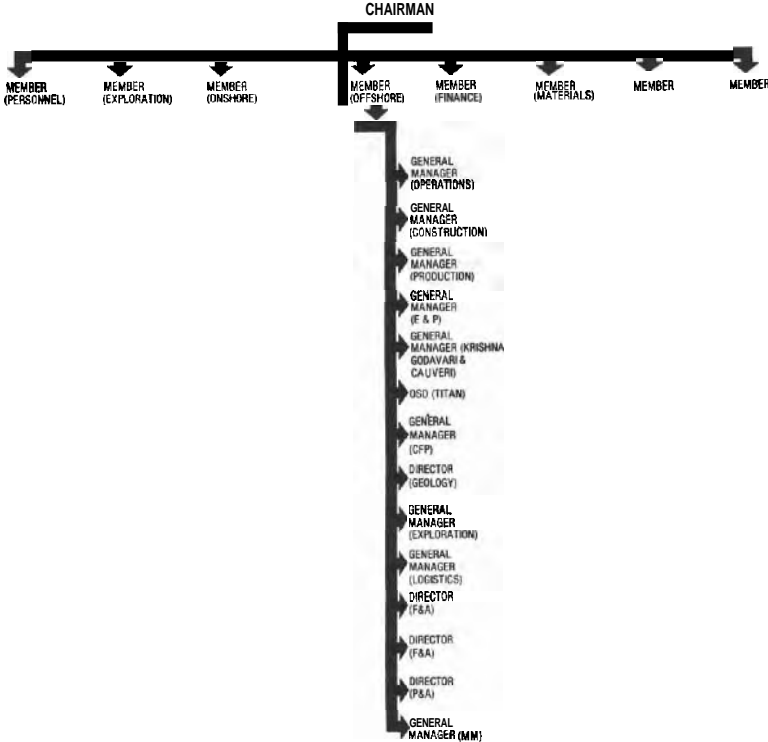 CHAIRMAN
MEMBER
(PERSONNEL)
MEMBER
(EXPLORATION)
MEMBER
(ONSHORE)
MEMBER
(OFFSHORE)
MEMBER
(FINANCE)
MEMBER
(MATERIALS)
MEMBER
MEMBER
GENERAL
MANAGER
(OPERATIONS)
GENERAL
MANAGER
(CONSTRUCTION)
GENERAL
MANAGER
(PRODUCTION)
GENERAL
MANAGER
(E & P)
GENERAL
MANAGER (KRISHNA
GODAVARI &
CAUVERI)
OSD (TITAN)
GENERAL
MANAGER
(CFP)
DIRECTOR
(GEOLOGY)
GENERAL
MANAGER
(EXPLORATION)
GENERAL
MANAGER
(LOGISTICS)
DIRECTOR
(F&A)
DIRECTOR
(F&A)
DIRECTOR
(P&A)
GENERAL
MANAGER (MM)